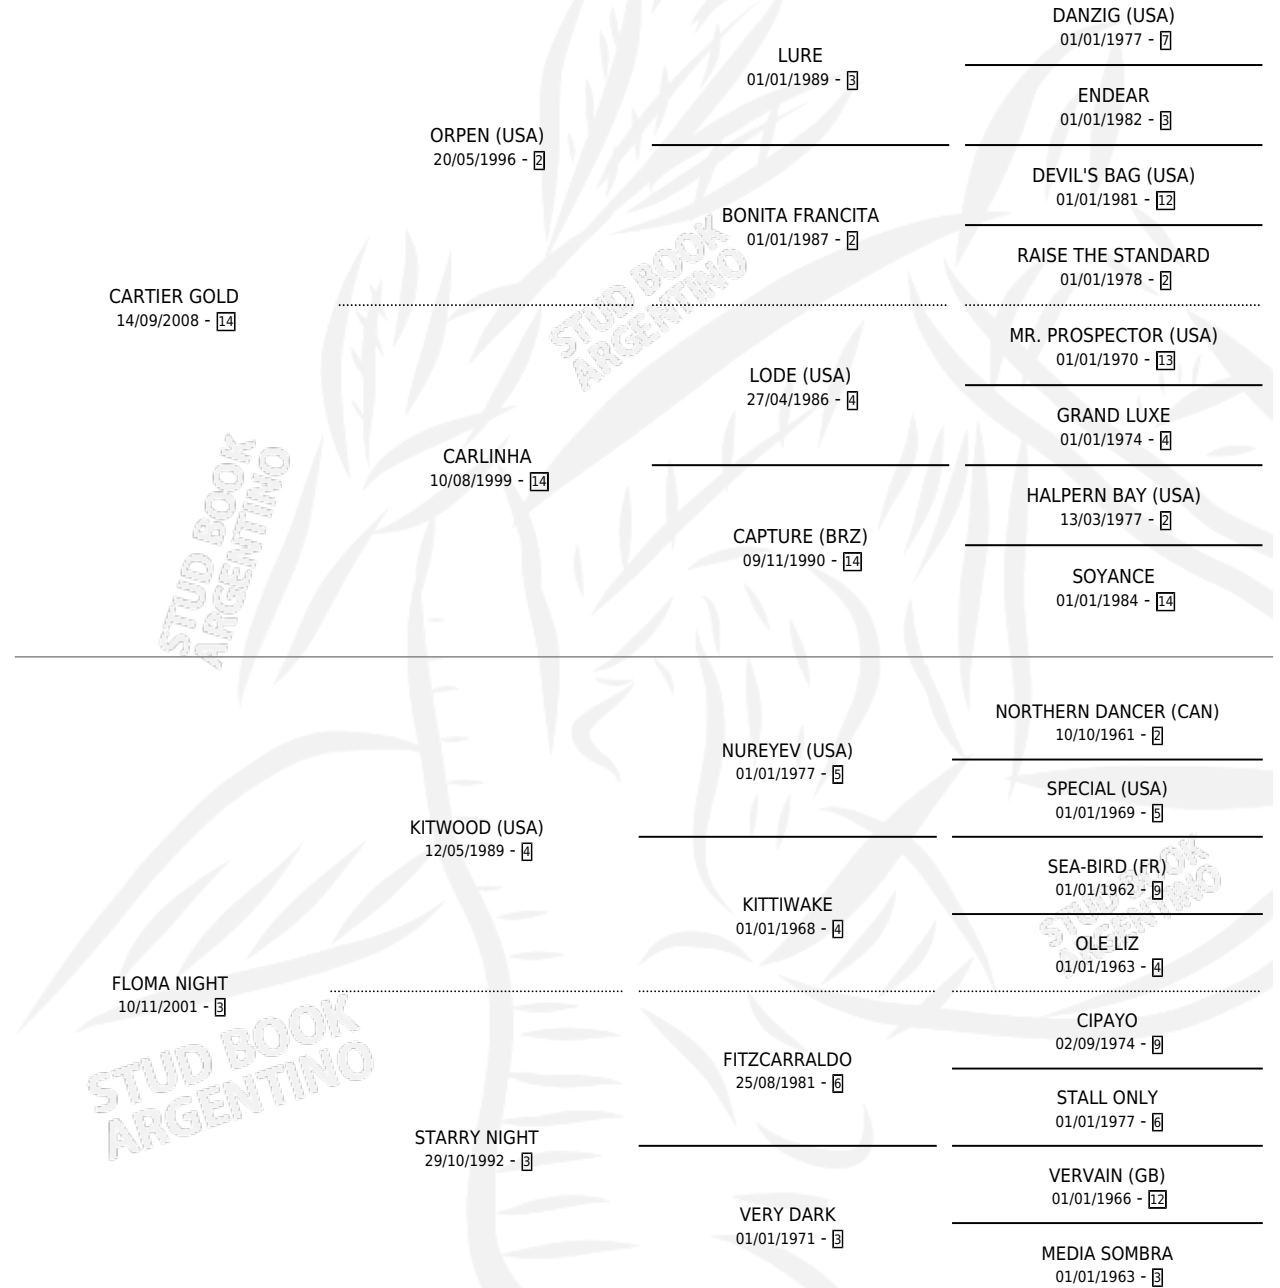 DANZIG (USA)
01/01/1977 - 7
LURE
01/01/1989 - 3
ENDEAR
01/01/1982 - 3
ORPEN (USA)
20/05/1996 - 2
DEVIL'S BAG (USA)
01/01/1981 - 12
BONITA FRANCITA
01/01/1987 - 2
RAISE THE STANDARD
01/01/1978 - 2
CARTIER GOLD
14/09/2008 - 14
MR. PROSPECTOR (USA)
01/01/1970 - 13
LODE (USA)
27/04/1986 - 4
GRAND LUXE
01/01/1974 - 4
CARLINHA
10/08/1999 - 14
HALPERN BAY (USA)
13/03/1977 - 2
CAPTURE (BRZ)
09/11/1990 - 14
SOYANCE
01/01/1984 - 14
NORTHERN DANCER (CAN)
10/10/1961 - 2
NUREYEV (USA)
01/01/1977 - 5
SPECIAL (USA)
01/01/1969 - 5
KITWOOD (USA)
12/05/1989 - 4
SEA-BIRD (FR)
01/01/1962 - 9
KITTIWAKE
01/01/1968 - 4
OLE LIZ
01/01/1963 - 4
FLOMA NIGHT
10/11/2001 - 3
CIPAYO
02/09/1974 - 9
FITZCARRALDO
25/08/1981 - 6
STALL ONLY
01/01/1977 - 6
STARRY NIGHT
29/10/1992 - 3
VERVAIN (GB)
01/01/1966 - 12
VERY DARK
01/01/1971 - 3
MEDIA SOMBRA
01/01/1963 - 3
STUD BOOK
ARGENTINO
STUD BOOK
ARGENTINO
STUD BOOK
ARGENTINO
STUD BOOK
ARGENTINO